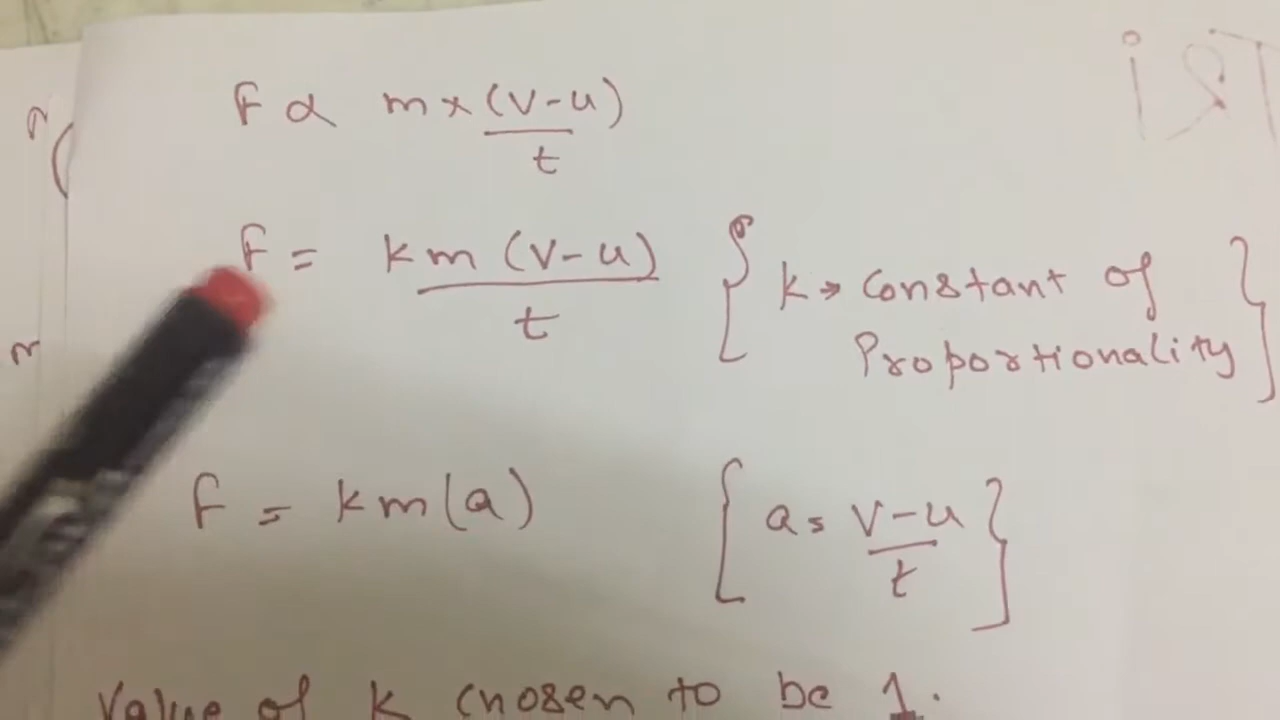 F ∝ m × (v-u)
t
F = km (v-u)
t
{ k → Constant of
Proportionality }
F = km(a) [ a = v-u
t ]
Value of k chosen to be 1.